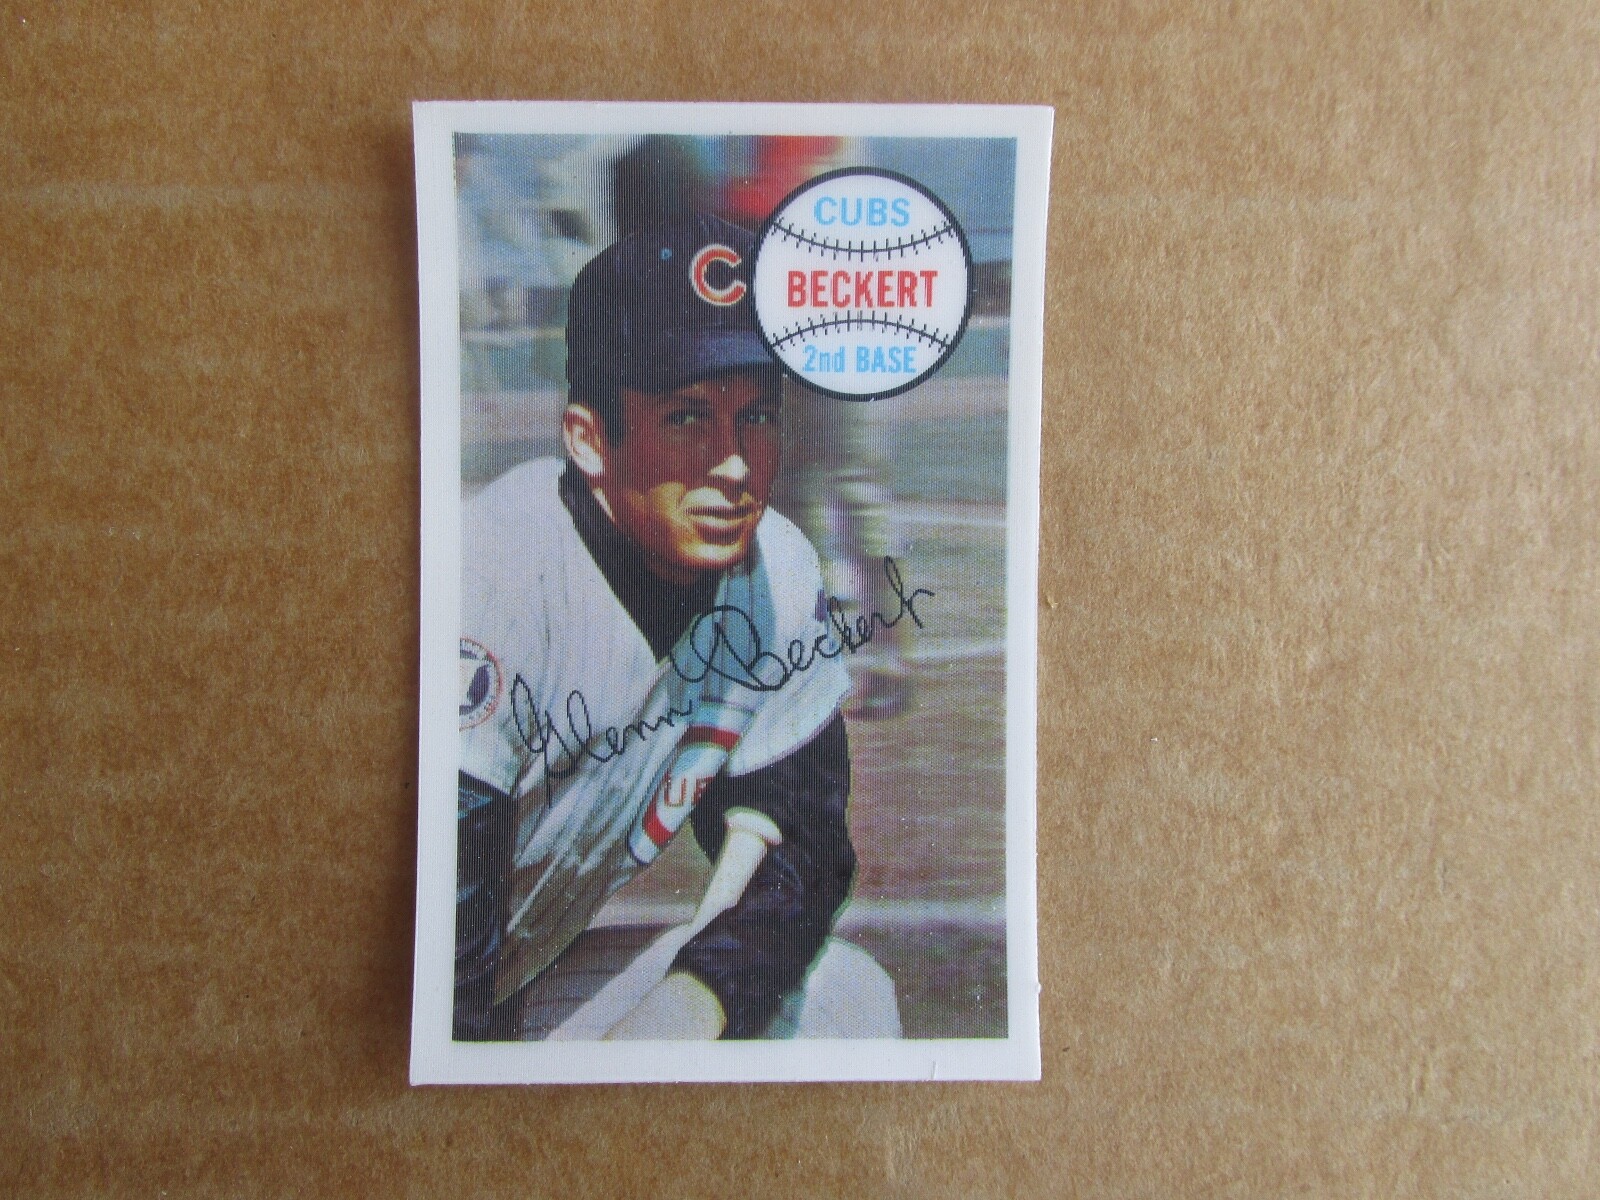 C
CUBS
BECKERT
2nd BASE
Glenn Beckert